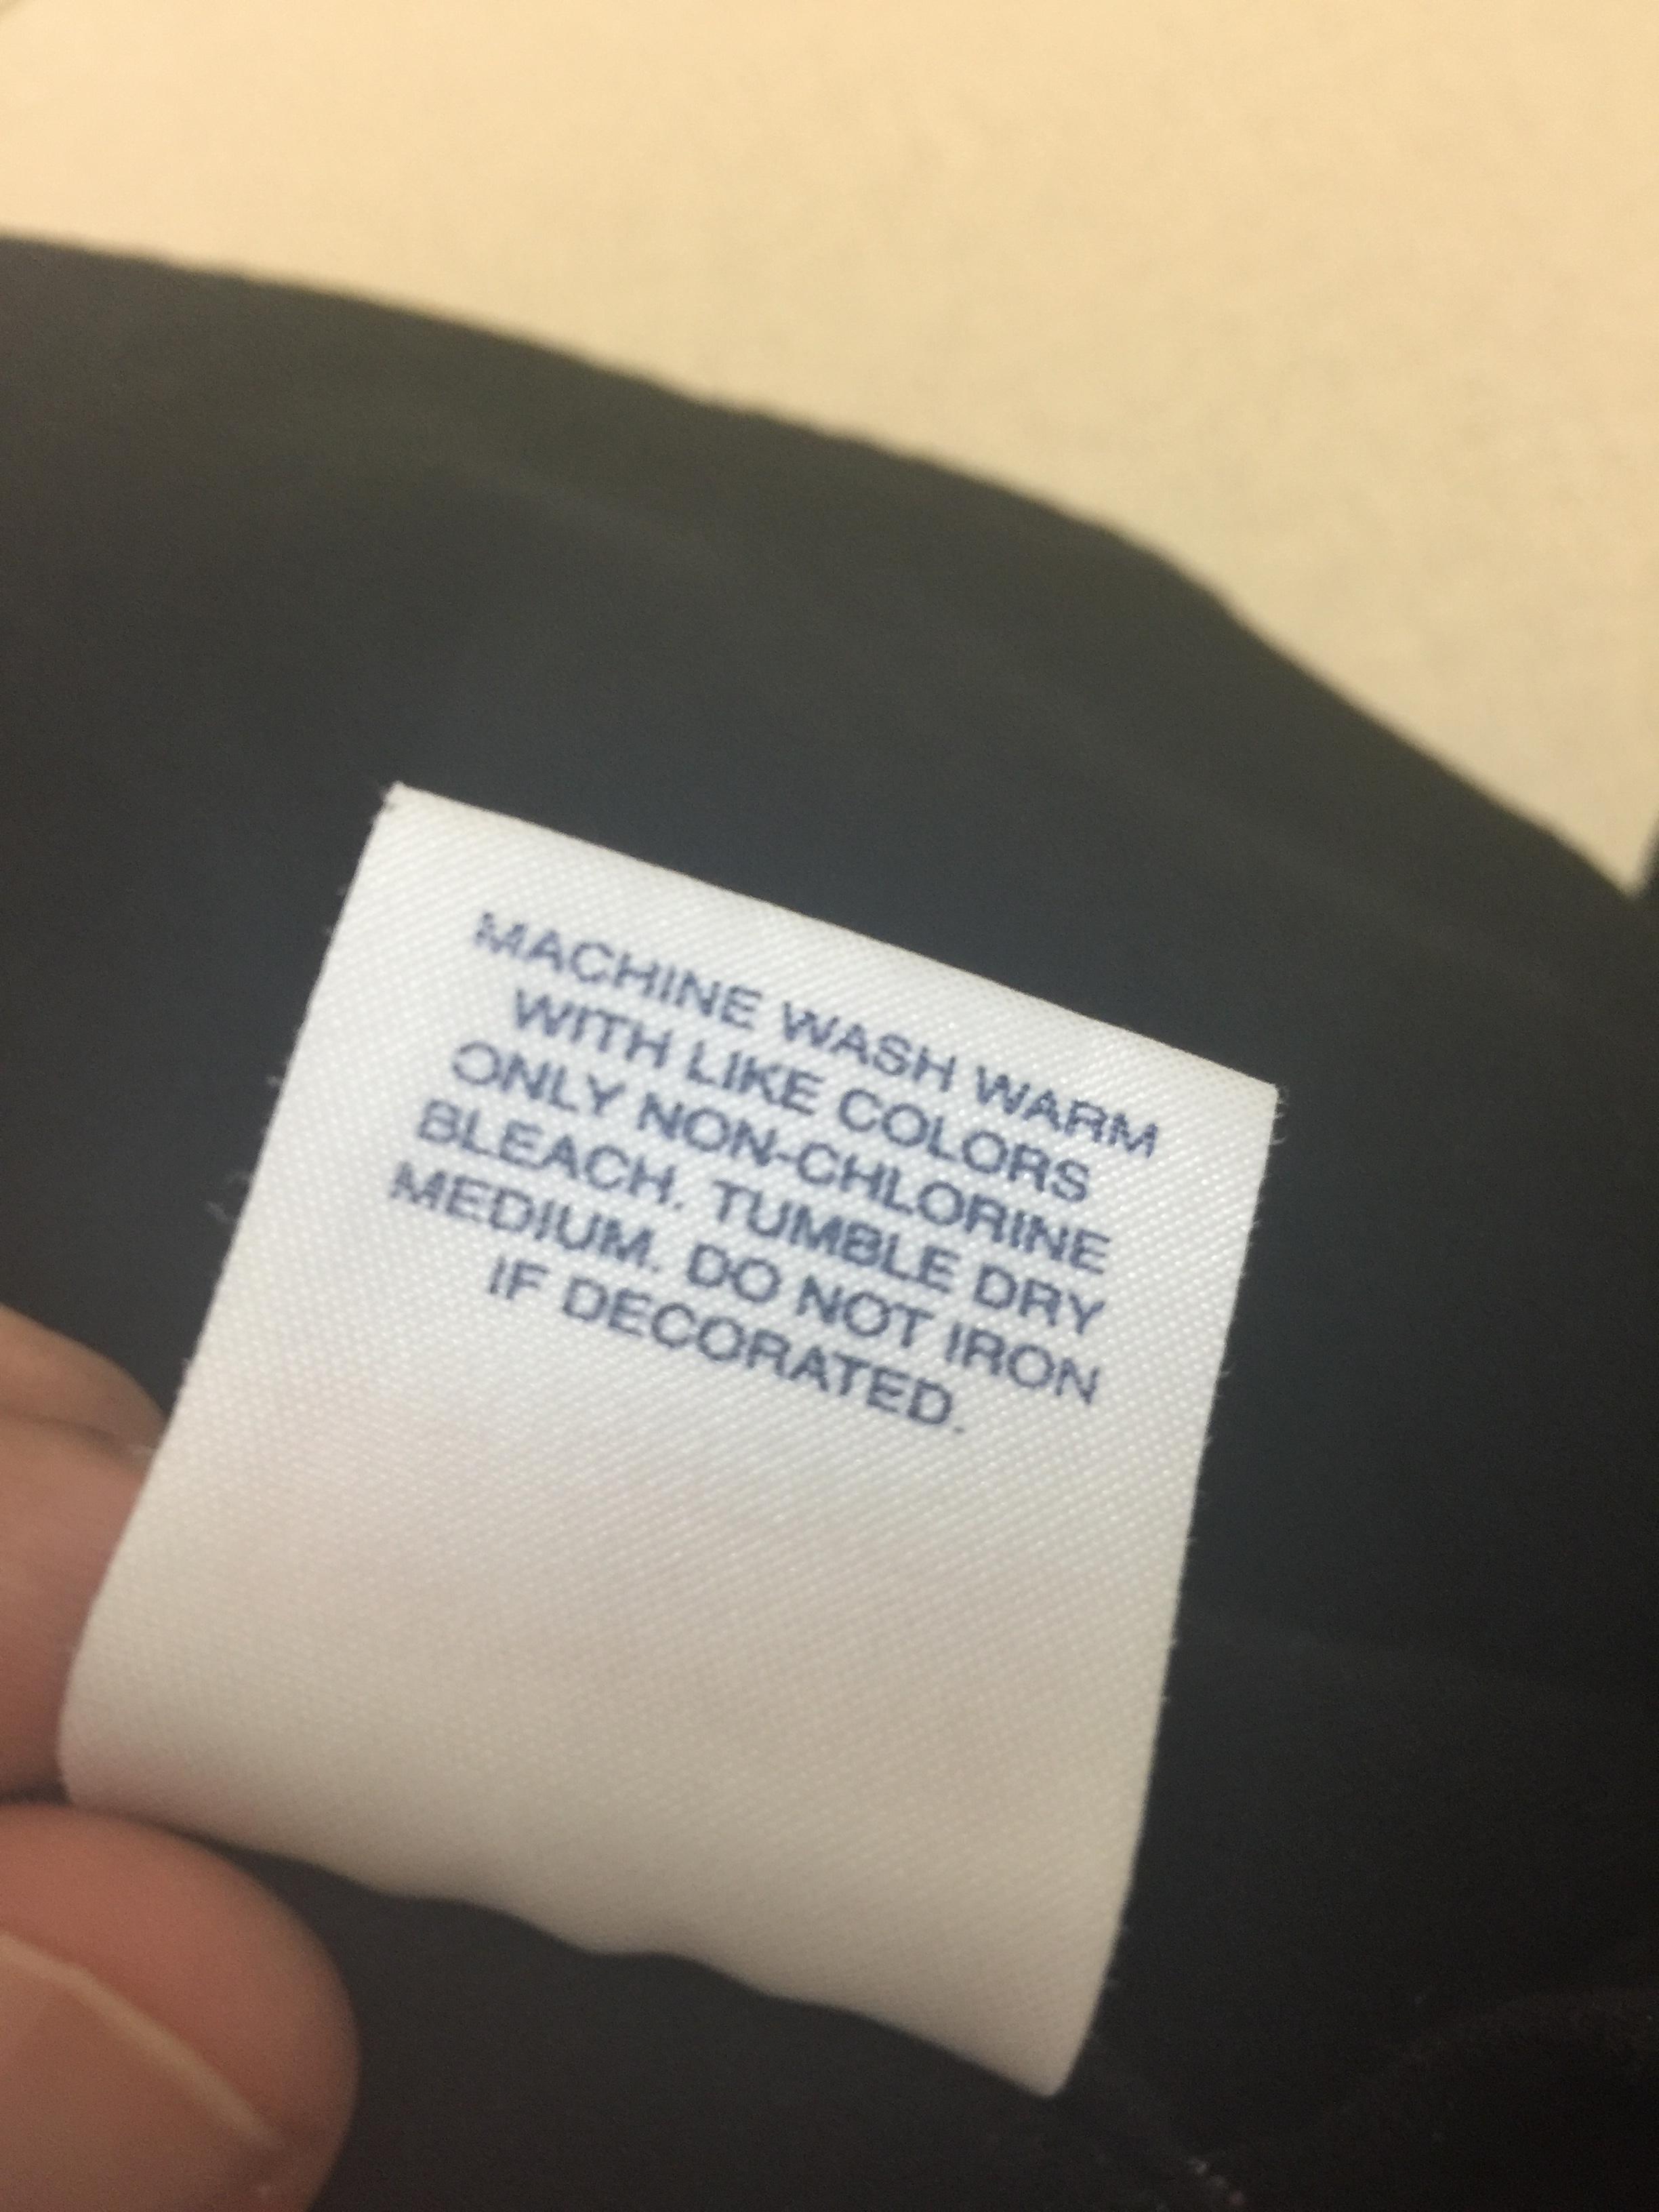 MACHINE WASH WARM
WITH LIKE COLORS
ONLY NON-CHLORINE
BLEACH. TUMBLE DRY
MEDIUM. DO NOT IRON
IF DECORATED.